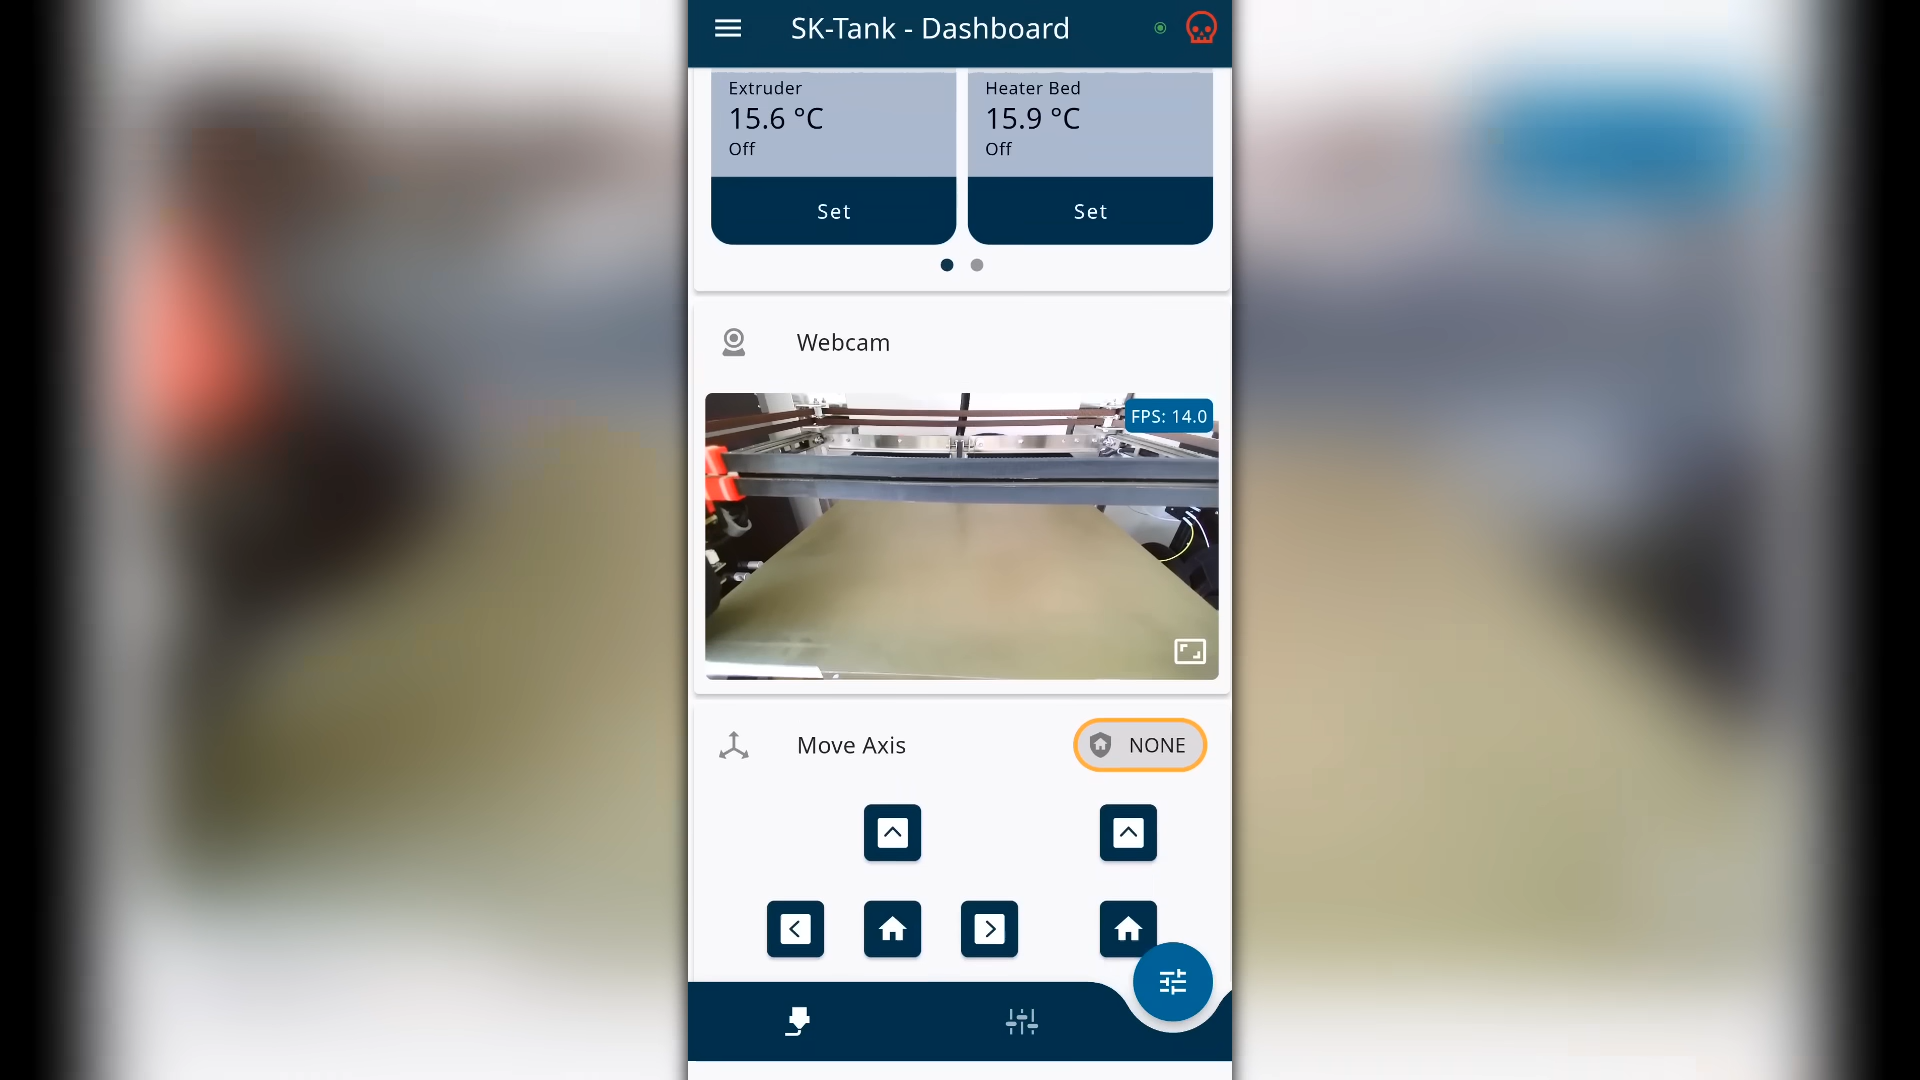 SK-Tank - Dashboard
Extruder
15.6 °C
Off
Set
Heater Bed
15.9 °C
Off
Set
Webcam
FPS: 14.0
Move Axis
NONE